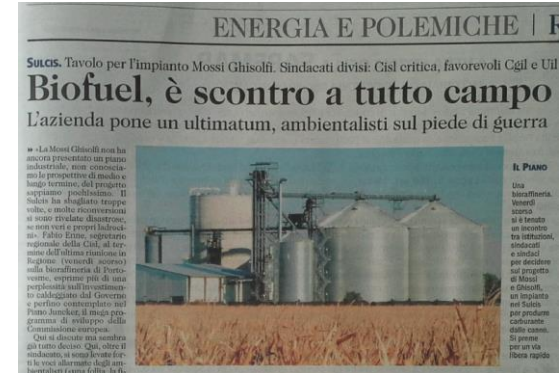 ENERGIA E POLEMICHE |
SULCIS. Tavolo per l'impianto Mossi Ghisolfi. Sindacati divisi: Cisl critica, favorevoli Cgil e Uil
Biofuel, è scontro a tutto campo
L'azienda pone un ultimatum, ambientalisti sul piede di guerra
» «La Mossi Ghisolfi non ha
ancora presentato un piano
industriale, non conoscia-
mo le prospettive di medio e
lungo termine, del progetto
sappiamo pochissimo. Il
Sulcis ha sbagliato troppe
volte, e molte riconversioni
si sono rivelate disastrose,
se non veri e propri ladroci-
ni». Fabio Enne, segretario
regionale della Cisl, al ter-
mine dell'ultima riunione in
Regione (venerdì scorso)
sulla bioraffineria di Porto-
vesme, esprime più di una
perplessità sull'investimen-
to caldeggiato dal Governo
e perfino contemplato nel
Piano Juncker, il mega pro-
gramma di sviluppo della
Commissione europea.
Qui si discute ma sembra
già tutto deciso. Qui, oltre il
sindacato, si sono levate for-
ti le voci allarmate degli am-
bientalisti
IL PIANO
Una
bioraffineria.
Venerdì
scorso
si è tenuto
un incontro
tra istituzioni,
sindacati
e sindaci
per decidere
sul progetto
di Mossi
e Ghisolfi,
un impianto
nel Sulcis
per produrre
carburante
dalle canne.
Si preme
per un via
libera rapido